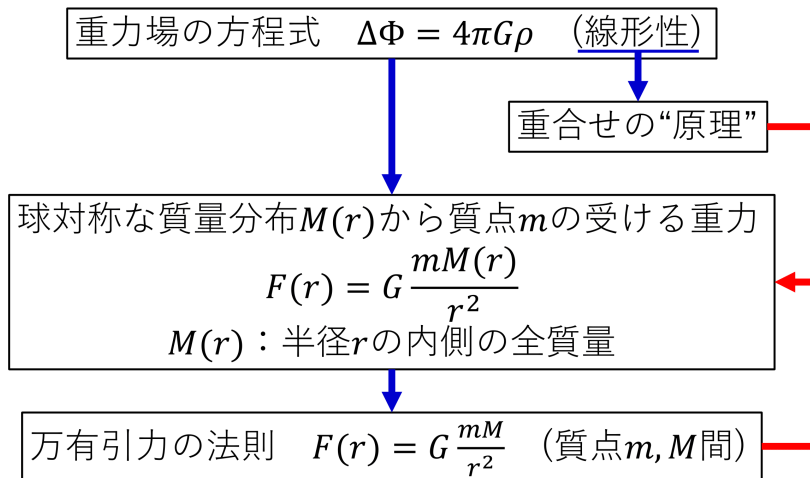 重力場の方程式　ΔΦ = 4πGρ　(線形性)
重合せの“原理”
球対称な質量分布M(r)から質点mの受ける重力
F(r) = G mM(r)/r²
M(r)：半径rの内側の全質量
万有引力の法則　F(r) = G mM/r²　(質点m, M間)